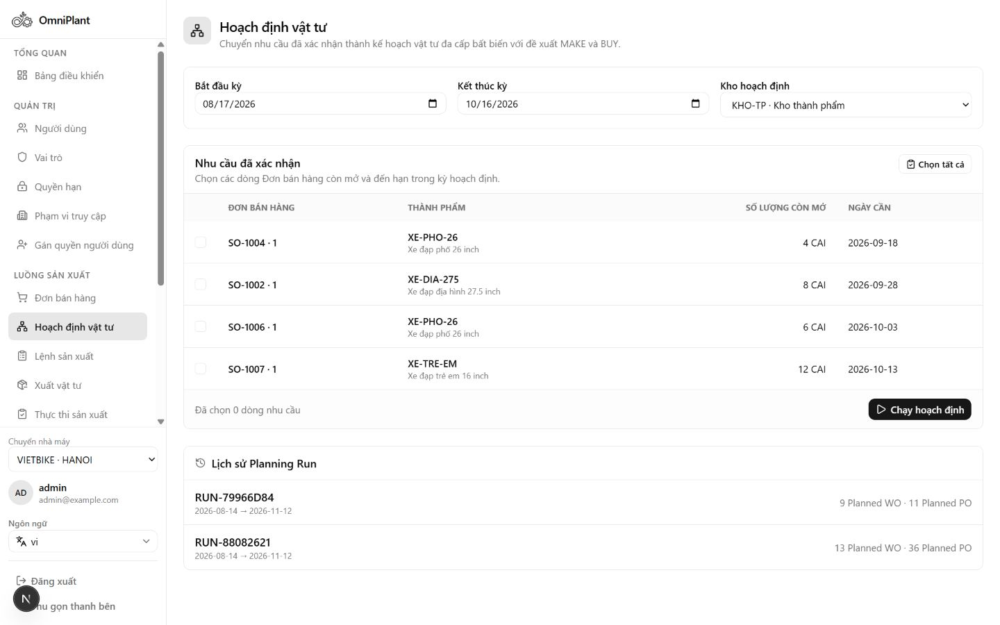 OmniPlant
TỔNG QUAN
Bảng điều khiển
QUẢN TRỊ
Người dùng
Vai trò
Quyền hạn
Phạm vi truy cập
Gán quyền người dùng
LUỒNG SẢN XUẤT
Đơn bán hàng
Hoạch định vật tư
Lệnh sản xuất
Xuất vật tư
Thực thi sản xuất
Chuyển nhà máy
VIETBIKE · HANOI
AD
admin
admin@example.com
Ngôn ngữ
vi
Đăng xuất
N
hu gọn thanh bên
Hoạch định vật tư
Chuyển nhu cầu đã xác nhận thành kế hoạch vật tư đa cấp bất biến với đề xuất MAKE và BUY.
Bắt đầu kỳ
08/17/2026
Kết thúc kỳ
10/16/2026
Kho hoạch định
KHO-TP · Kho thành phẩm
Nhu cầu đã xác nhận
Chọn các dòng Đơn bán hàng còn mở và đến hạn trong kỳ hoạch định.
Chọn tất cả
ĐƠN BÁN HÀNG THÀNH PHẨM SỐ LƯỢNG CÒN MỞ NGÀY CẦN
SO-1004 · 1 XE-PHO-26 4 CAI 2026-09-18
Xe đạp phố 26 inch
SO-1002 · 1 XE-DIA-275 8 CAI 2026-09-28
Xe đạp địa hình 27.5 inch
SO-1006 · 1 XE-PHO-26 6 CAI 2026-10-03
Xe đạp phố 26 inch
SO-1007 · 1 XE-TRE-EM 12 CAI 2026-10-13
Xe đạp trẻ em 16 inch
Đã chọn 0 dòng nhu cầu
Chạy hoạch định
Lịch sử Planning Run
RUN-79966D84
2026-08-14 → 2026-11-12
9 Planned WO · 11 Planned PO
RUN-88082621
2026-08-14 → 2026-11-12
13 Planned WO · 36 Planned PO